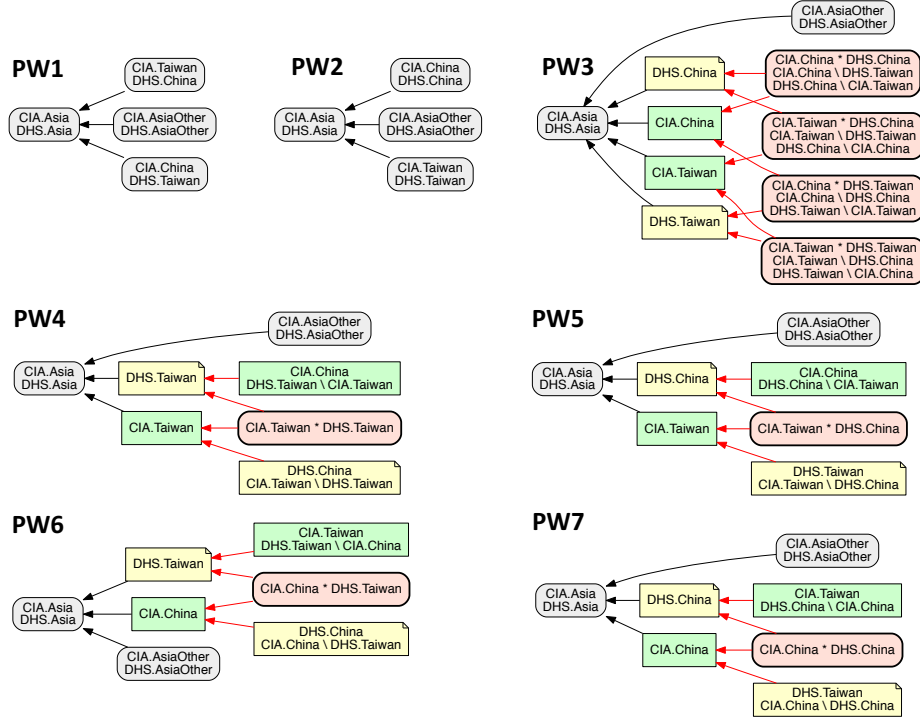 PW1
CIA.Taiwan
DHS.China
CIA.Asia
DHS.Asia
CIA.AsiaOther
DHS.AsiaOther
CIA.China
DHS.Taiwan
PW2
CIA.China
DHS.China
CIA.Asia
DHS.Asia
CIA.AsiaOther
DHS.AsiaOther
CIA.Taiwan
DHS.Taiwan
PW3
CIA.AsiaOther
DHS.AsiaOther
CIA.Asia
DHS.Asia
DHS.China
CIA.China
CIA.Taiwan
DHS.Taiwan
CIA.China * DHS.China
CIA.China \ DHS.Taiwan
DHS.China \ CIA.Taiwan
CIA.Taiwan * DHS.China
CIA.Taiwan \ DHS.Taiwan
DHS.China \ CIA.China
CIA.China * DHS.Taiwan
CIA.China \ DHS.China
DHS.Taiwan \ CIA.Taiwan
CIA.Taiwan * DHS.Taiwan
CIA.Taiwan \ DHS.China
DHS.Taiwan \ CIA.China
PW4
CIA.AsiaOther
DHS.AsiaOther
CIA.Asia
DHS.Asia
DHS.Taiwan
CIA.Taiwan
CIA.China
DHS.Taiwan \ CIA.Taiwan
CIA.Taiwan * DHS.Taiwan
DHS.China
CIA.Taiwan \ DHS.Taiwan
PW5
CIA.AsiaOther
DHS.AsiaOther
CIA.Asia
DHS.Asia
DHS.China
CIA.Taiwan
CIA.China
DHS.China \ CIA.Taiwan
CIA.Taiwan * DHS.China
DHS.Taiwan
CIA.Taiwan \ DHS.China
PW6
CIA.Asia
DHS.Asia
DHS.Taiwan
CIA.China
CIA.AsiaOther
DHS.AsiaOther
CIA.Taiwan
DHS.Taiwan \ CIA.China
CIA.China * DHS.Taiwan
DHS.China
CIA.China \ DHS.Taiwan
PW7
CIA.AsiaOther
DHS.AsiaOther
CIA.Asia
DHS.Asia
DHS.China
CIA.China
CIA.Taiwan
DHS.China \ CIA.China
CIA.China * DHS.China
DHS.Taiwan
CIA.China \ DHS.China